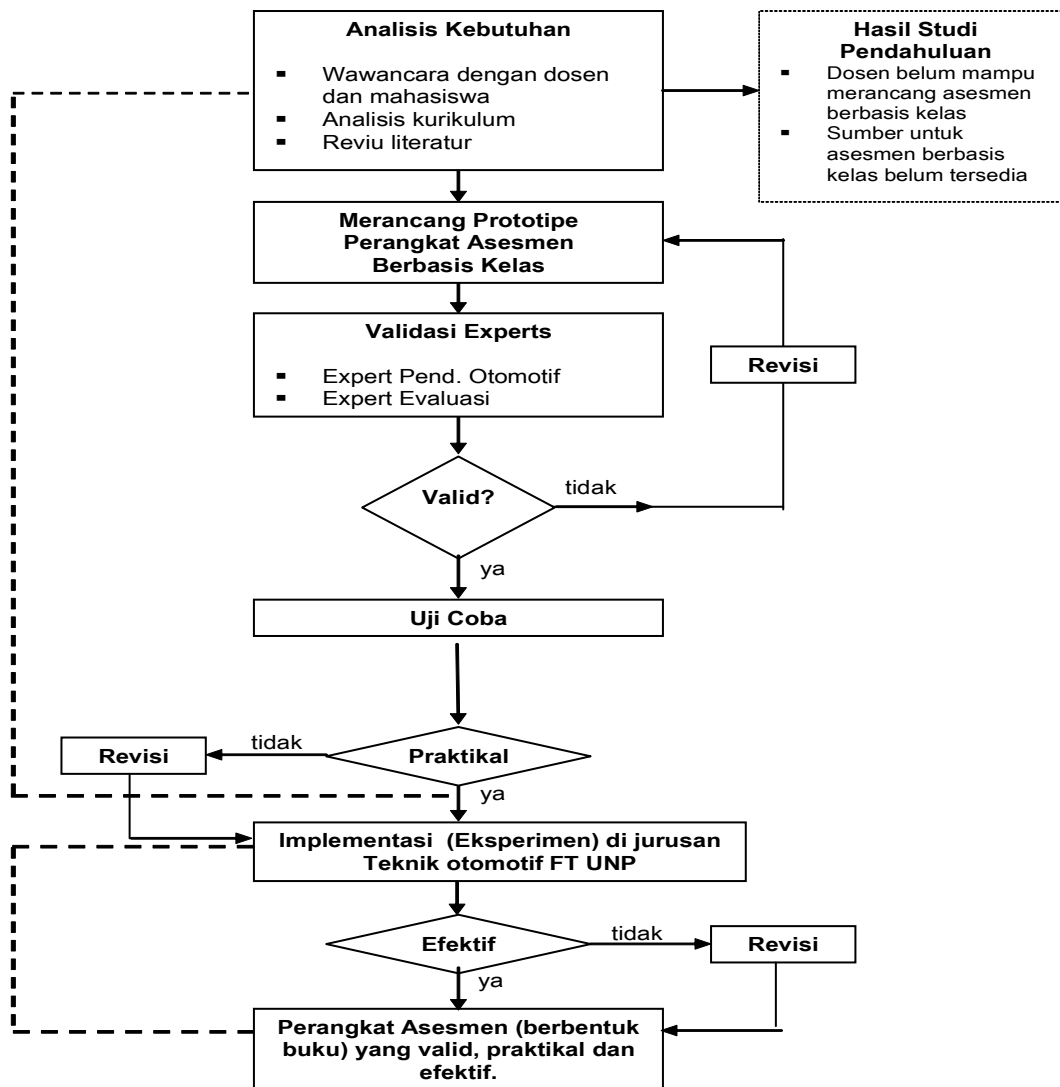 Analisis Kebutuhan
▪ Wawancara dengan dosen
dan mahasiswa
▪ Analisis kurikulum
▪ Reviu literatur
Hasil Studi
Pendahuluan
▪ Dosen belum mampu
merancang asesmen
berbasis kelas
▪ Sumber untuk
asesmen berbasis
kelas belum tersedia
Merancang Prototipe
Perangkat Asesmen
Berbasis Kelas
Validasi Experts
▪ Expert Pend. Otomotif
▪ Expert Evaluasi
Revisi
Valid?
tidak
ya
Uji Coba
Revisi
tidak
Praktikal
ya
Implementasi (Eksperimen) di jurusan
Teknik otomotif FT UNP
Efektif
tidak
Revisi
ya
Perangkat Asesmen (berbentuk
buku) yang valid, praktikal dan
efektif.